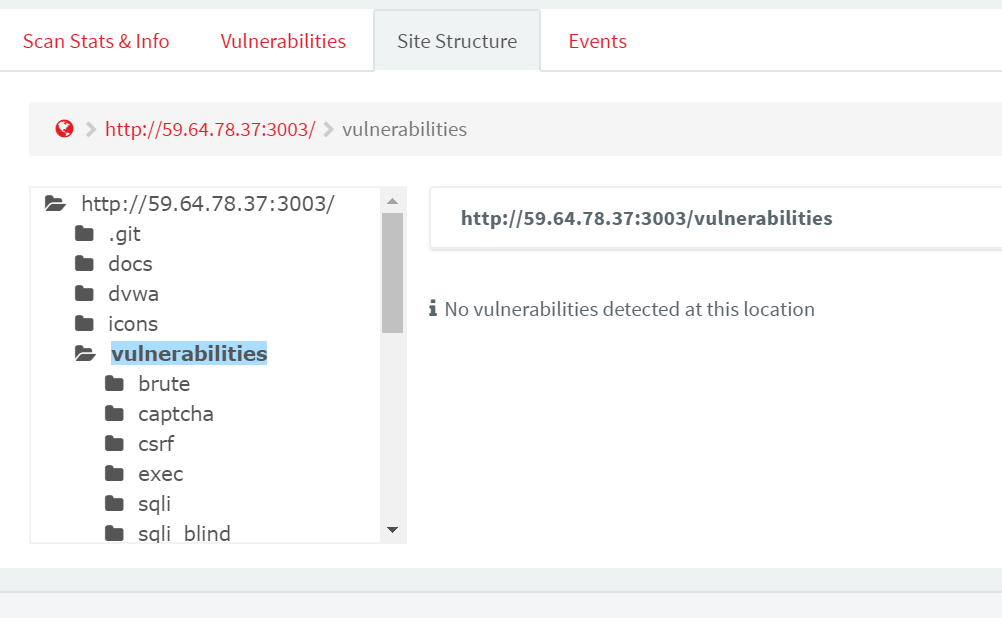 Scan Stats & Info Vulnerabilities Site Structure Events
http://59.64.78.37:3003/ vulnerabilities
http://59.64.78.37:3003/
.git
docs
dvwa
icons
vulnerabilities
brute
captcha
csrf
exec
sqli
sqli_blind
http://59.64.78.37:3003/vulnerabilities
No vulnerabilities detected at this location